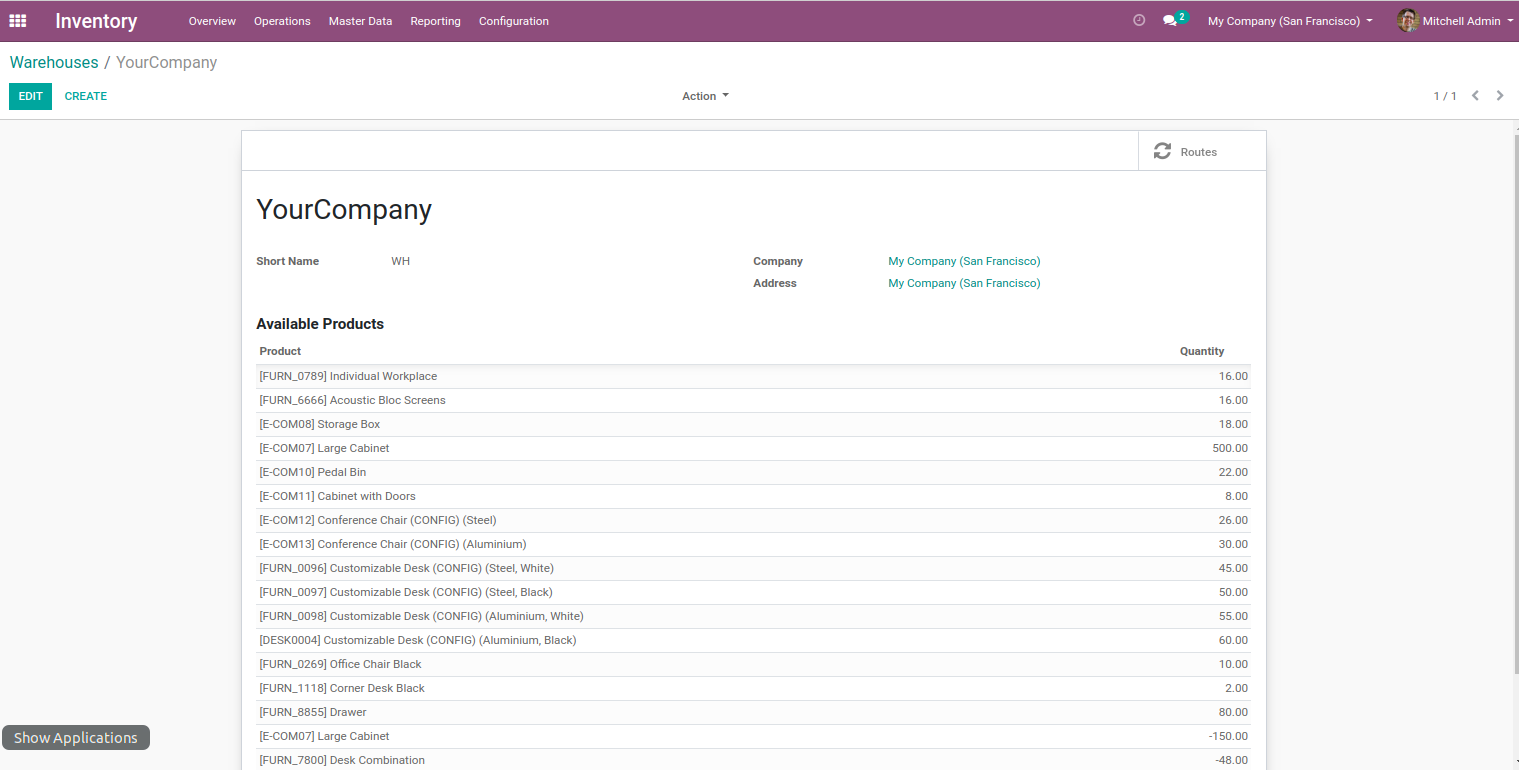 Inventory Overview Operations Master Data Reporting Configuration 2 My Company (San Francisco) Mitchell Admin
Warehouses / YourCompany
EDIT CREATE Action 1 / 1
Routes
YourCompany
Short Name WH Company My Company (San Francisco)
Address My Company (San Francisco)
Available Products
Product Quantity
[FURN_0789] Individual Workplace 16.00
[FURN_6666] Acoustic Bloc Screens 16.00
[E-COM08] Storage Box 18.00
[E-COM07] Large Cabinet 500.00
[E-COM10] Pedal Bin 22.00
[E-COM11] Cabinet with Doors 8.00
[E-COM12] Conference Chair (CONFIG) (Steel) 26.00
[E-COM13] Conference Chair (CONFIG) (Aluminium) 30.00
[FURN_0096] Customizable Desk (CONFIG) (Steel, White) 45.00
[FURN_0097] Customizable Desk (CONFIG) (Steel, Black) 50.00
[FURN_0098] Customizable Desk (CONFIG) (Aluminium, White) 55.00
[DESK0004] Customizable Desk (CONFIG) (Aluminium, Black) 60.00
[FURN_0269] Office Chair Black 10.00
[FURN_1118] Corner Desk Black 2.00
[FURN_8855] Drawer 80.00
Show Applications
[E-COM07] Large Cabinet -150.00
[FURN_7800] Desk Combination -48.00